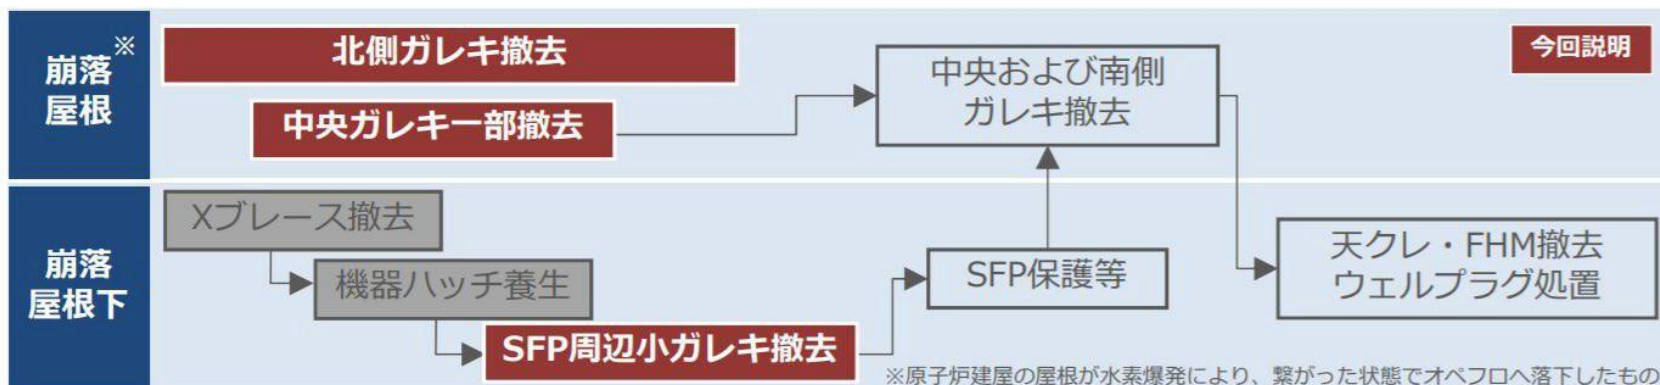 崩落※
屋根
北側ガレキ撤去
中央ガレキ一部撤去
中央および南側
ガレキ撤去
今回説明
崩落
屋根下
Xブレース撤去
機器ハッチ養生
SFP周辺小ガレキ撤去
SFP保護等
天クレ・FHM撤去
ウェルプラグ処置
※原子炉建屋の屋根が水素爆発により、繋がった状態でオペフロへ落下したもの